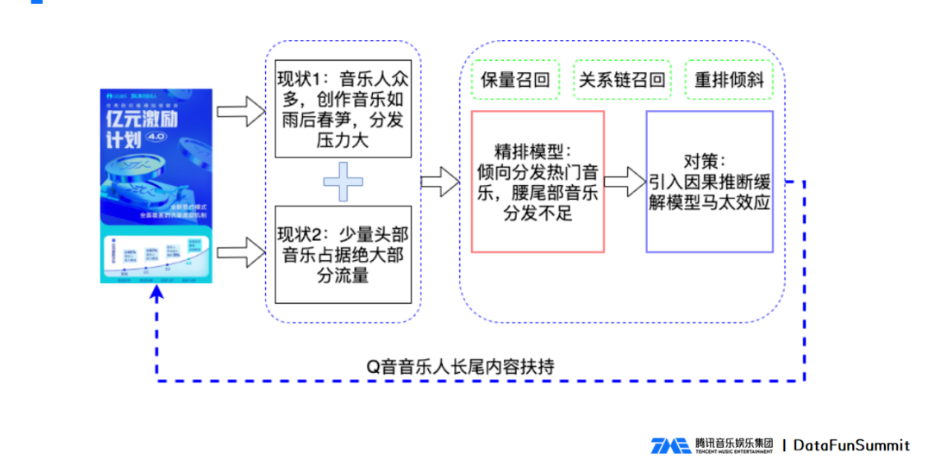 亿元激励
计划 4.0
现状1：音乐人众
多，创作音乐如
雨后春笋，分发
压力大
现状2：少量头部
音乐占据绝大部
分流量
保量召回
关系链召回
重排倾斜
精排模型：
倾向分发热门音
乐，腰尾部音乐
分发不足
对策：
引入因果推断缓
解模型马太效应
Q音音乐人长尾内容扶持
腾讯音乐娱乐集团
TENCENT MUSIC ENTERTAINMENT
DataFunSummit